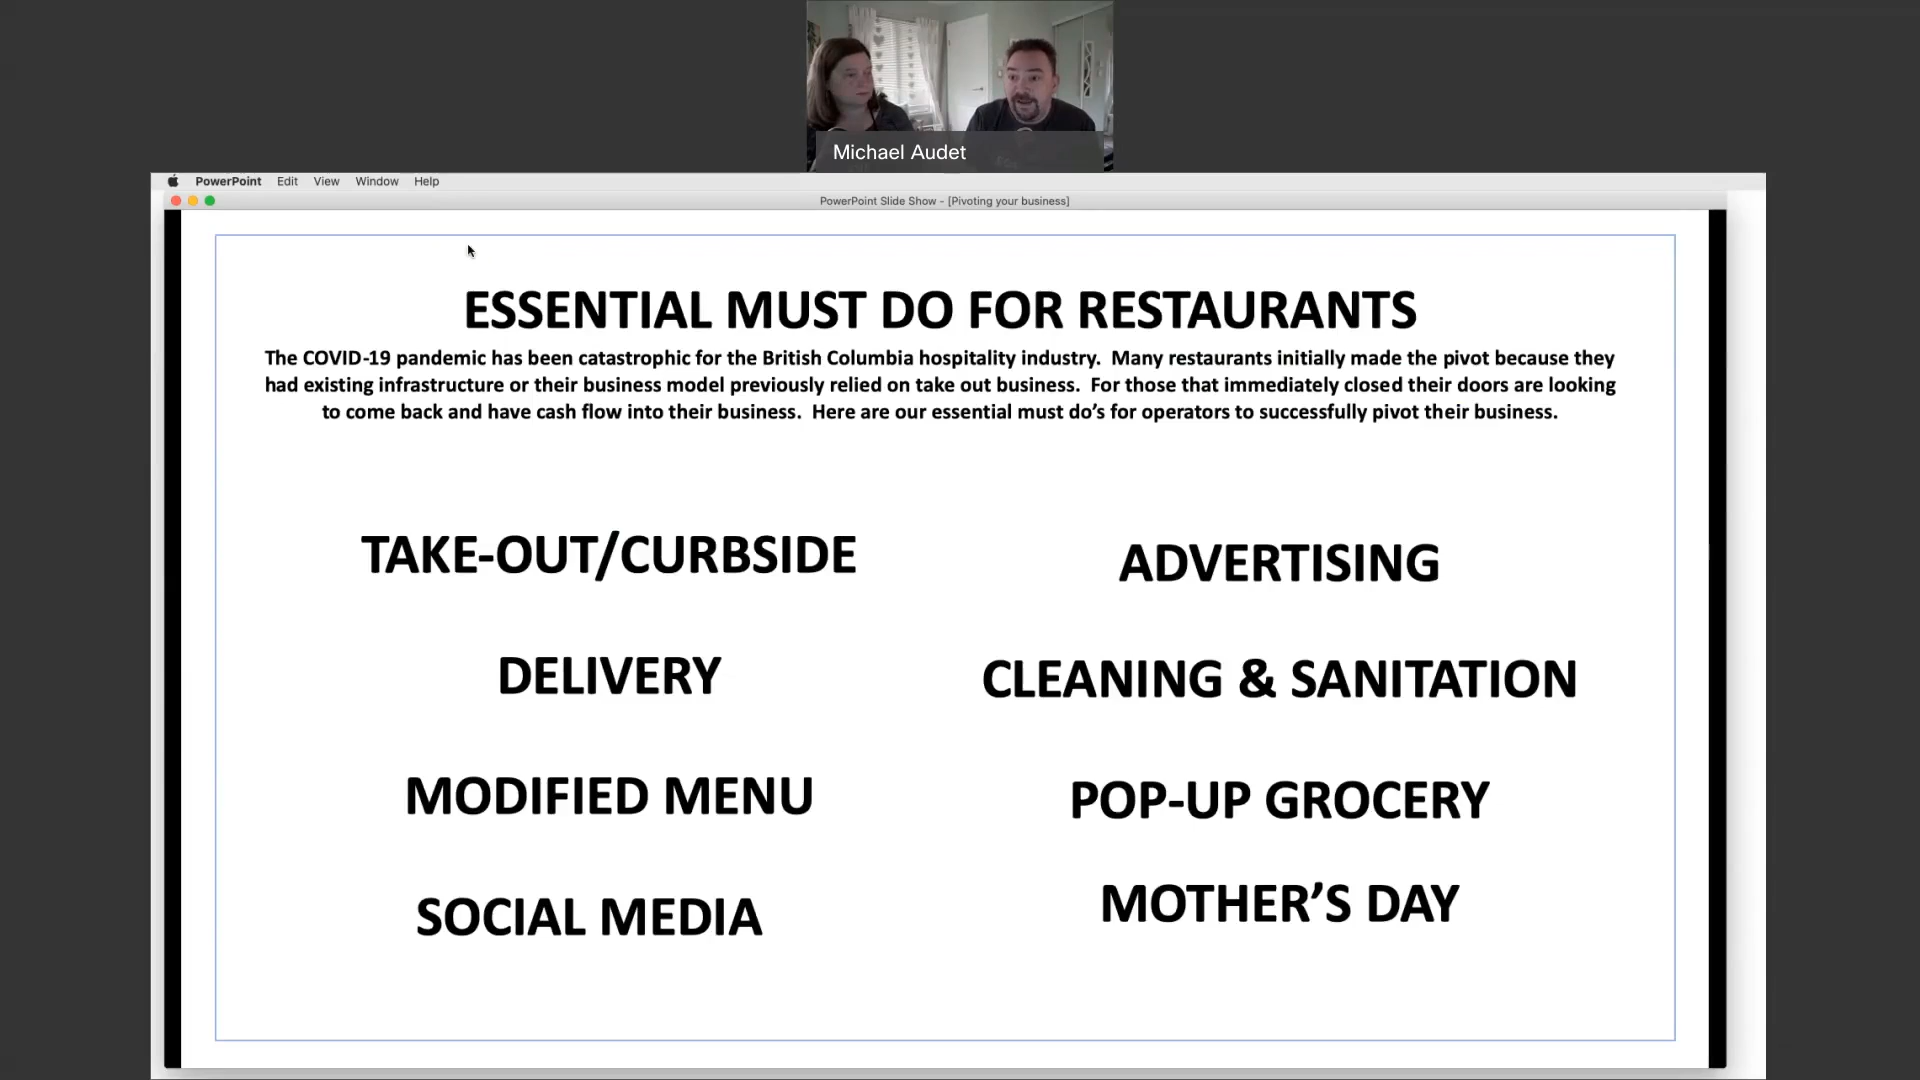 Michael Audet
PowerPoint Edit View Window Help
PowerPoint Slide Show - [Pivoting your business]
ESSENTIAL MUST DO FOR RESTAURANTS
The COVID-19 pandemic has been catastrophic for the British Columbia hospitality industry. Many restaurants initially made the pivot because they
had existing infrastructure or their business model previously relied on take out business. For those that immediately closed their doors are looking
to come back and have cash flow into their business. Here are our essential must do’s for operators to successfully pivot their business.
TAKE-OUT/CURBSIDE
DELIVERY
MODIFIED MENU
SOCIAL MEDIA
ADVERTISING
CLEANING & SANITATION
POP-UP GROCERY
MOTHER’S DAY